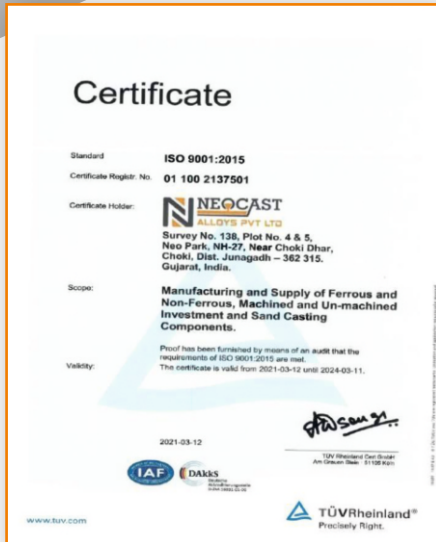 Certificate
Standard ISO 9001:2015
Certificate Registr. No. 01 100 2137501
Certificate Holder:
NEOCAST
ALLOYS PVT LTD
Survey No. 138, Plot No. 4 & 5,
Neo Park, NH-27, Near Choki Dhar,
Choki, Dist. Junagadh – 362 315.
Gujarat, India.
Scope: Manufacturing and Supply of Ferrous and
Non-Ferrous, Machined and Un-machined
Investment and Sand Casting
Components.
Proof has been furnished by means of an audit that the
requirements of ISO 9001:2015 are met.
Validity: The certificate is valid from 2021-03-12 until 2024-03-11.
2021-03-12
TÜV Rheinland Cert GmbH
Am Grauen Stein · 51105 Köln
IAF
DAkkS
Deutsche
Akkreditierungsstelle
www.tuv.com
TÜVRheinland®
Precisely Right.